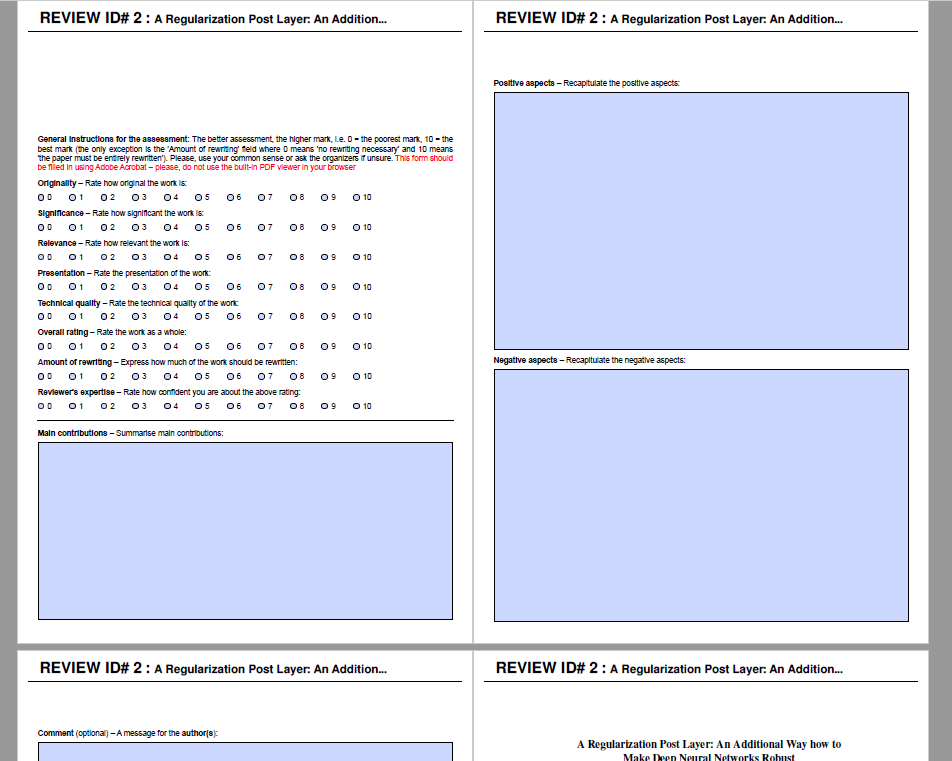 REVIEW ID# 2 : A Regularization Post Layer: An Addition...
General instructions for the assessment: The better assessment, the higher mark, i.e. 0 = the poorest mark, 10 = the
best mark (the only exception is the 'Amount of rewriting' field where 0 means 'no rewriting necessary' and 10 means
'the paper must be entirely rewritten'). Please, use your common sense or ask the organizers if unsure. This form should
be filled in using Adobe Acrobat – please, do not use the built-in PDF viewer in your browser
Originality – Rate how original the work is:
0 1 2 3 4 5 6 7 8 9 10
Significance – Rate how significant the work is:
0 1 2 3 4 5 6 7 8 9 10
Relevance – Rate how relevant the work is:
0 1 2 3 4 5 6 7 8 9 10
Presentation – Rate the presentation of the work:
0 1 2 3 4 5 6 7 8 9 10
Technical quality – Rate the technical quality of the work:
0 1 2 3 4 5 6 7 8 9 10
Overall rating – Rate the work as a whole:
0 1 2 3 4 5 6 7 8 9 10
Amount of rewriting – Express how much of the work should be rewritten:
0 1 2 3 4 5 6 7 8 9 10
Reviewer's expertise – Rate how confident you are about the above rating:
0 1 2 3 4 5 6 7 8 9 10
Main contributions – Summarise main contributions:
REVIEW ID# 2 : A Regularization Post Layer: An Addition...
Positive aspects – Recapitulate the positive aspects:
Negative aspects – Recapitulate the negative aspects:
REVIEW ID# 2 : A Regularization Post Layer: An Addition...
Comment (optional) – A message for the author(s):
REVIEW ID# 2 : A Regularization Post Layer: An Addition...
A Regularization Post Layer: An Additional Way how to
Make Deep Neural Networks Robust